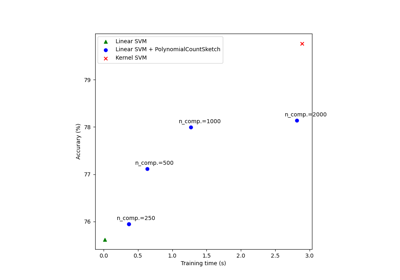 Linear SVM
Linear SVM + PolynomialCountSketch
Kernel SVM
79
78
77
76
Accurary (%)
n_comp.=2000
n_comp.=1000
n_comp.=500
n_comp.=250
0.0 0.5 1.0 1.5 2.0 2.5 3.0
Training time (s)